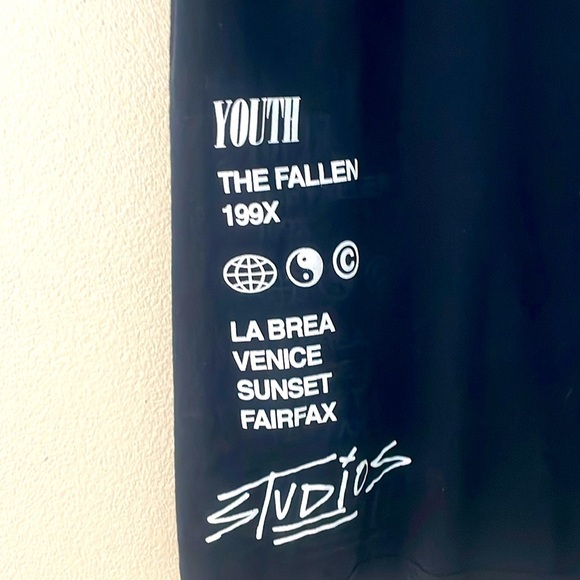 YOUTH
THE FALLEN
199X
©
LA BREA
VENICE
SUNSET
FAIRFAX
STUDIOS